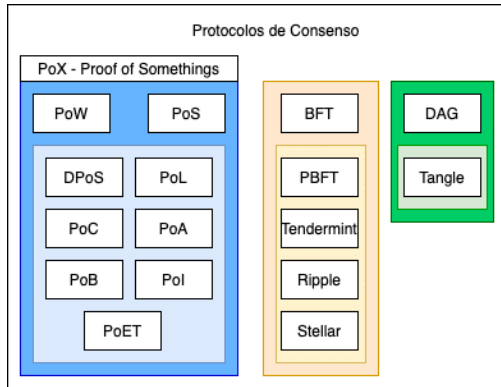 Protocolos de Consenso
PoX - Proof of Somethings
PoW
PoS
DPoS
PoL
PoC
PoA
PoB
PoI
PoET
BFT
PBFT
Tendermint
Ripple
Stellar
DAG
Tangle